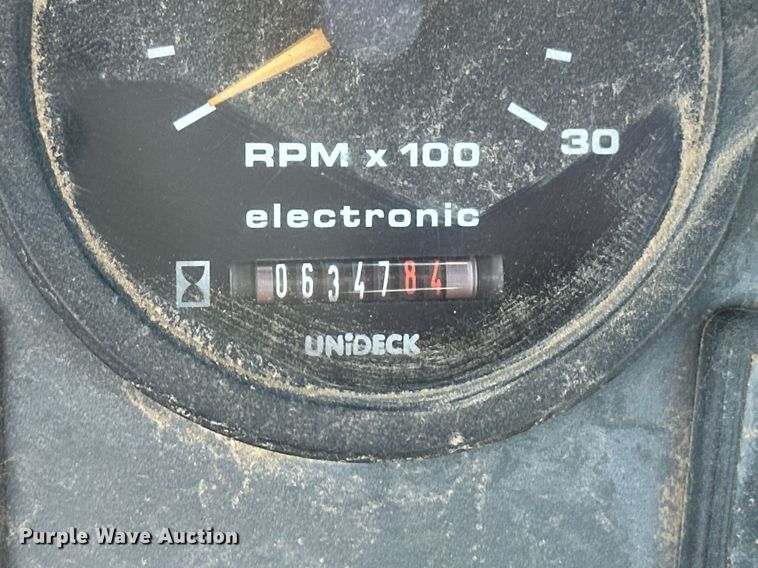 30
RPM x 100
electronic
0634784
UNiDECK
Purple Wave Auction